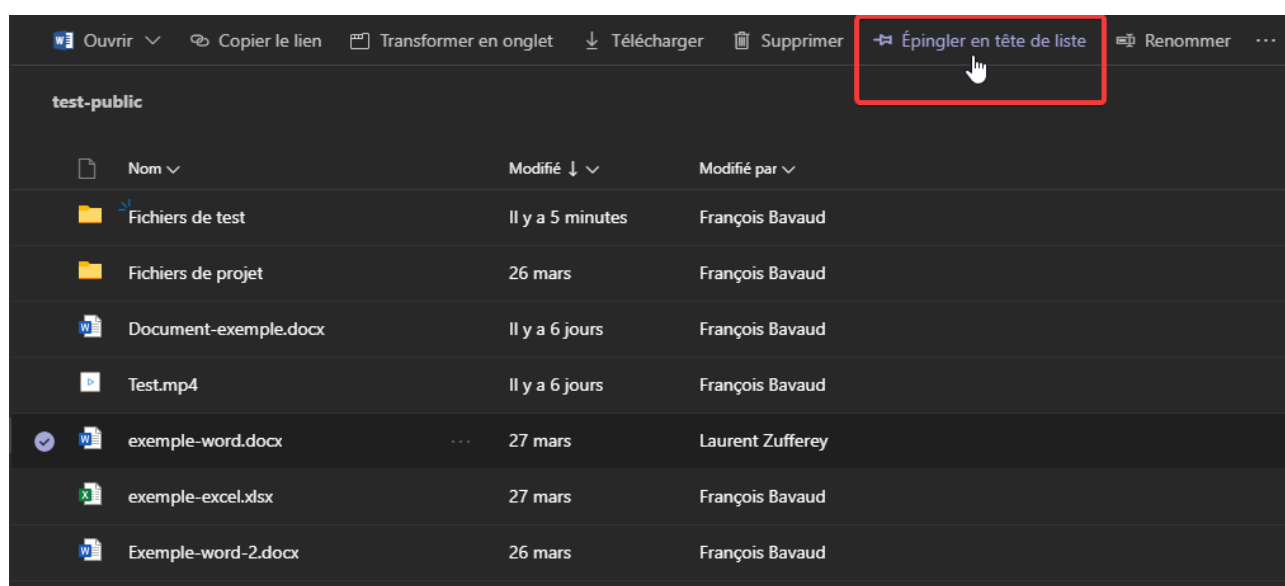 Ouvrir Copier le lien Transformer en onglet Télécharger Supprimer Épingler en tête de liste Renommer ...
test-public
Nom Modifié ↓ Modifié par
Fichiers de test Il y a 5 minutes François Bavaud
Fichiers de projet 26 mars François Bavaud
Document-exemple.docx Il y a 6 jours François Bavaud
Test.mp4 Il y a 6 jours François Bavaud
exemple-word.docx ... 27 mars Laurent Zufferey
exemple-excel.xlsx 27 mars François Bavaud
Exemple-word-2.docx 26 mars François Bavaud